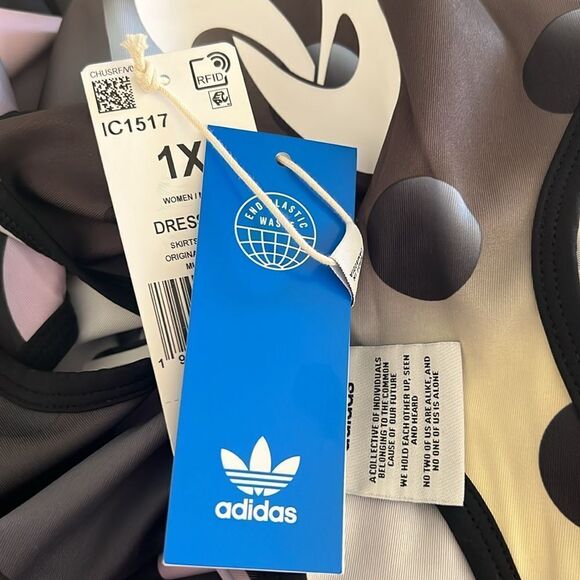 RFID
IC1517
1X
WOMEN
DRESS
SKIRTS
END PLASTIC
WASTE
adidas
adidas
A COLLECTIVE OF INDIVIDUALS
BELONGING TO THE COMMON
CAUSE OF OUR FUTURE
WE HOLD EACH OTHER UP, SEEN
AND HEARD
NO TWO OF US ARE ALIKE, AND
NO ONE OF US IS ALONE